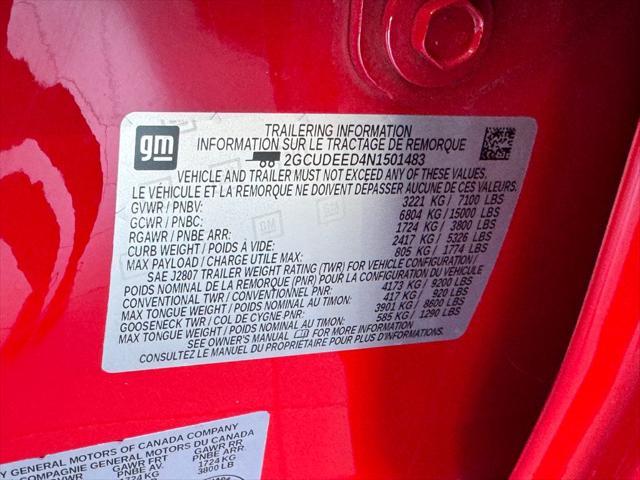 gm
TRAILERING INFORMATION
INFORMATION SUR LE TRACTAGE DE REMORQUE
2GCUDEED4N1501483
VEHICLE AND TRAILER MUST NOT EXCEED ANY OF THESE VALUES.
LE VÉHICULE ET LA REMORQUE NE DOIVENT DÉPASSER AUCUNE DE CES VALEURS.
GVWR / PNBV: 3221 KG / 7100 LBS
GCWR / PNBC: 6804 KG / 15000 LBS
RGAWR / PNBE ARR: 1724 KG / 3800 LBS
CURB WEIGHT / POIDS À VIDE: 2417 KG / 5326 LBS
MAX PAYLOAD / CHARGE UTILE MAX: 805 KG / 1774 LBS
SAE J2807 TRAILER WEIGHT RATING (TWR) FOR VEHICLE CONFIGURATION/
POIDS NOMINAL DE LA REMORQUE (PNR) POUR LA CONFIGURATION DU VÉHICULE
CONVENTIONAL TWR / CONVENTIONNEL PNR: 4173 KG / 9200 LBS
MAX TONGUE WEIGHT / POIDS NOMINAL AU TIMON: 417 KG / 920 LBS
GOOSENECK TWR / COL DE CYGNE PNR: 3901 KG / 8600 LBS
MAX TONGUE WEIGHT / POIDS NOMINAL AU TIMON: 585 KG / 1290 LBS
SEE OWNER'S MANUAL FOR MORE INFORMATION
CONSULTEZ LE MANUEL DU PROPRIÉTAIRE POUR PLUS D'INFORMATIONS.
Y GENERAL MOTORS OF CANADA COMPANY
COMPAGNIE GENERAL MOTORS DU CANADA
GVWR GAWR FRT GAWR RR
PNBE AV. PNBE ARR.
1724 KG 1724 KG
3800 LB